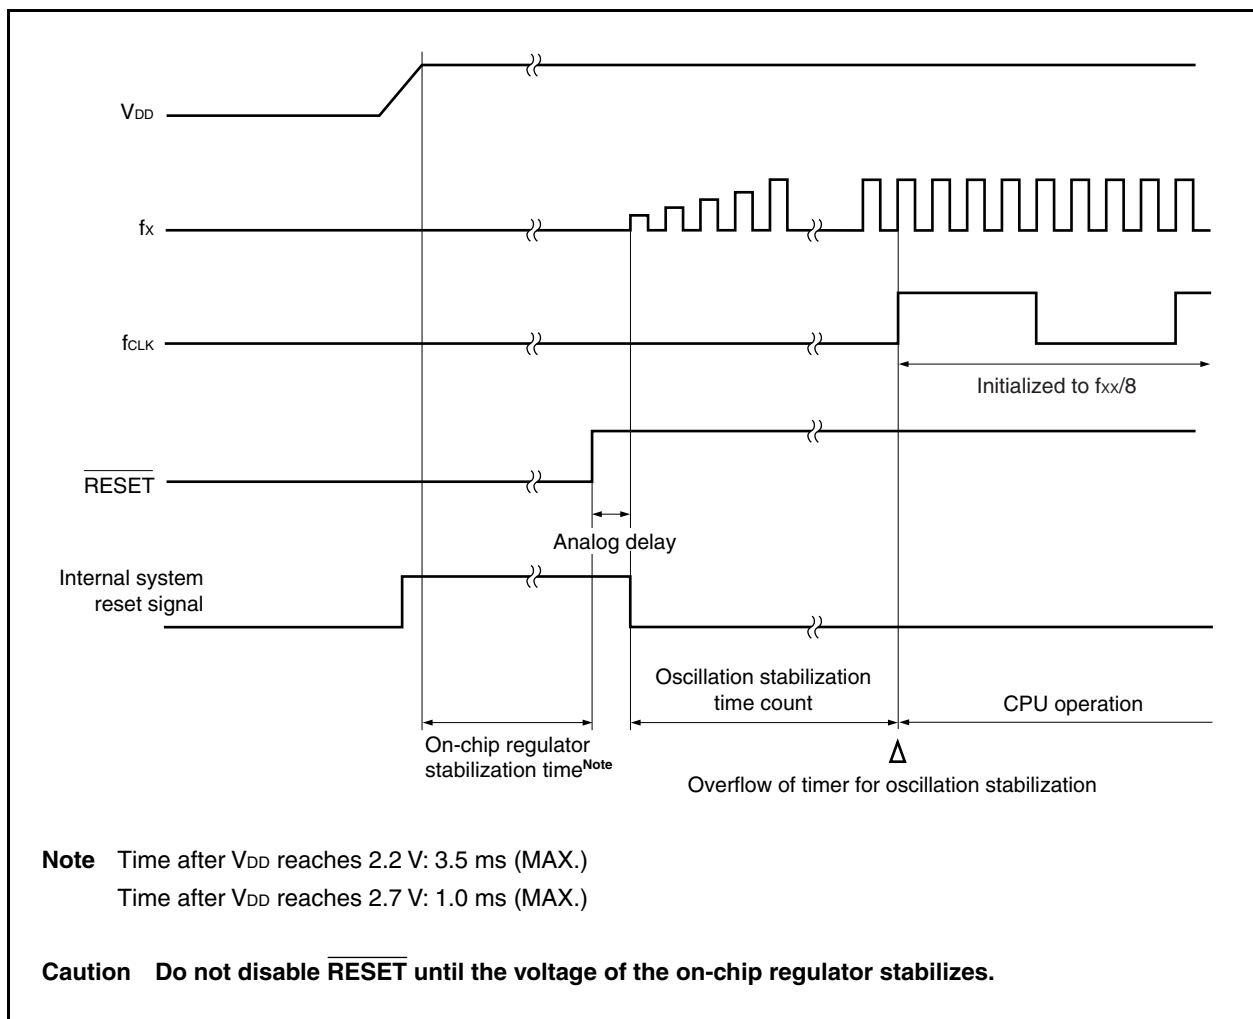 VDD
fX
fCLK
Initialized to fXX/8
RESET
Analog delay
Internal system
reset signal
Oscillation stabilization
time count
CPU operation
On-chip regulator
stabilization timeNote
Overflow of timer for oscillation stabilization
Note Time after VDD reaches 2.2 V: 3.5 ms (MAX.)
Time after VDD reaches 2.7 V: 1.0 ms (MAX.)
Caution Do not disable RESET until the voltage of the on-chip regulator stabilizes.